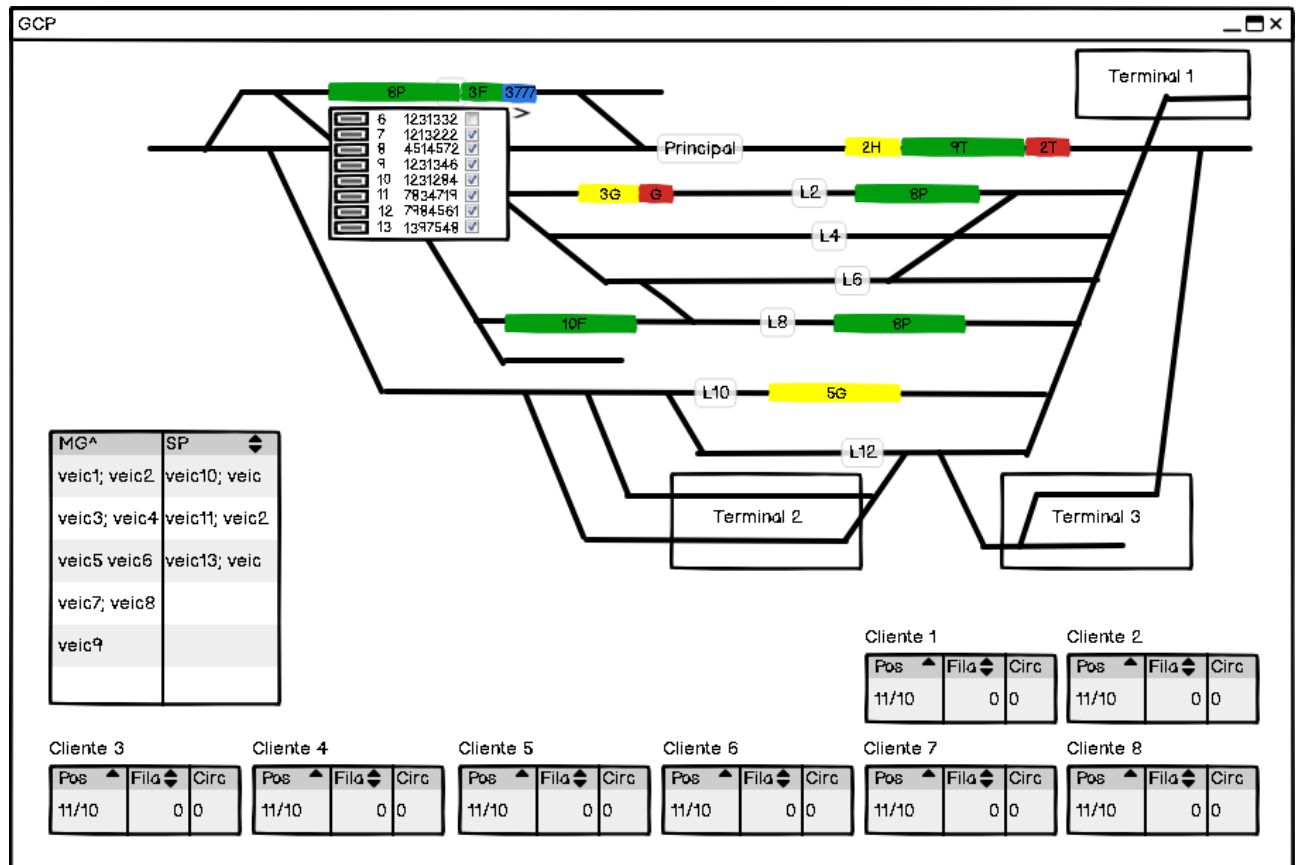 GCP
Terminal 1
8P 3F 3777
>
6 1231332
7 1213222
8 4514572
9 1231346
10 1231284
11 7834719
12 7984561
13 1397548
Principal 2H 9T 2T
3G G L2 8P
L4
L6
10F L8 8P
L10 5G
L12
Terminal 2 Terminal 3
MG^ SP
veic1; veic2 veic10; veic
veic3; veic4 veic11; veic2
veic5 veic6 veic13; veic
veic7; veic8
veic9
Cliente 1 Cliente 2
Pos Fila Circ Pos Fila Circ
11/10 0 0 11/10 0 0
Cliente 3 Cliente 4 Cliente 5 Cliente 6 Cliente 7 Cliente 8
Pos Fila Circ Pos Fila Circ Pos Fila Circ Pos Fila Circ Pos Fila Circ Pos Fila Circ
11/10 0 0 11/10 0 0 11/10 0 0 11/10 0 0 11/10 0 0 11/10 0 0